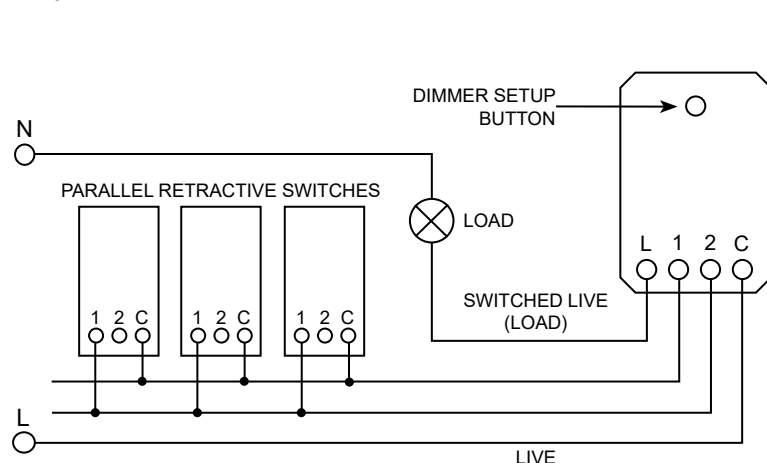 DIMMER SETUP
BUTTON
N
PARALLEL RETRACTIVE SWITCHES
LOAD
L 1 2 C
SWITCHED LIVE
(LOAD)
1 2 C 1 2 C 1 2 C
L
LIVE